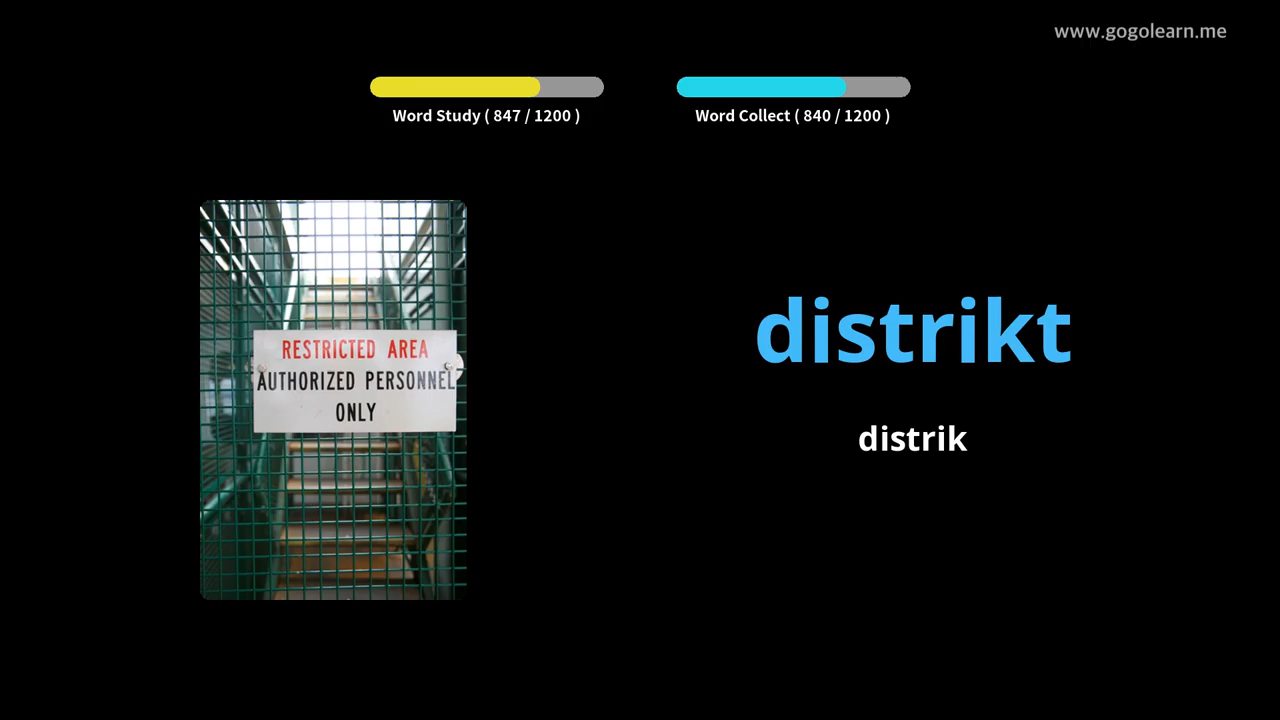 www.gogolearn.me
Word Study ( 847 / 1200 )
Word Collect ( 840 / 1200 )
RESTRICTED AREA
AUTHORIZED PERSONNEL
ONLY
distrikt
distrik